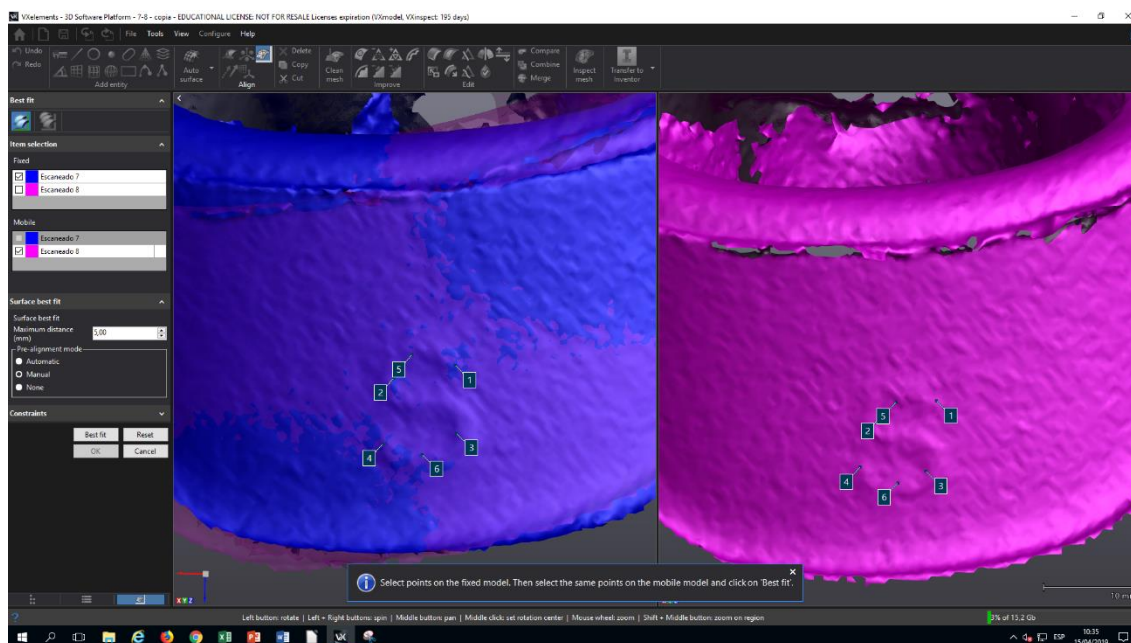 VXelements - 3D Software Platform - 7-8 - copia - EDUCATIONAL LICENSE: NOT FOR RESALE Licenses expiration (VXmodel, VXinspect: 195 days)
File Tools View Configure Help
Undo
Redo
Add entity
Auto surface
Align
Delete
Copy
Cut
Clean mesh
Improve
Edit
Compare
Combine
Merge
Inspect mesh
Transfer to Inventor
Best fit
Item selection
Fixed
Escaneado 7
Escaneado 8
Mobile
Escaneado 7
Escaneado 8
Surface best fit
Surface best fit
Maximum distance (mm) 5,00
Pre-alignment mode
Automatic
Manual
None
Constraints
Best fit Reset
OK Cancel
5
1
2
3
4
6
5
1
2
4
3
6
Select points on the fixed model. Then select the same points on the mobile model and click on 'Best fit'.
X Y Z
10 m
Left button: rotate | Left + Right buttons: spin | Middle button: pan | Middle click: set rotation center | Mouse wheel: zoom | Shift + Middle button: zoom on region
3% of 15,2 Gb
ESP
10:35
15/04/2019